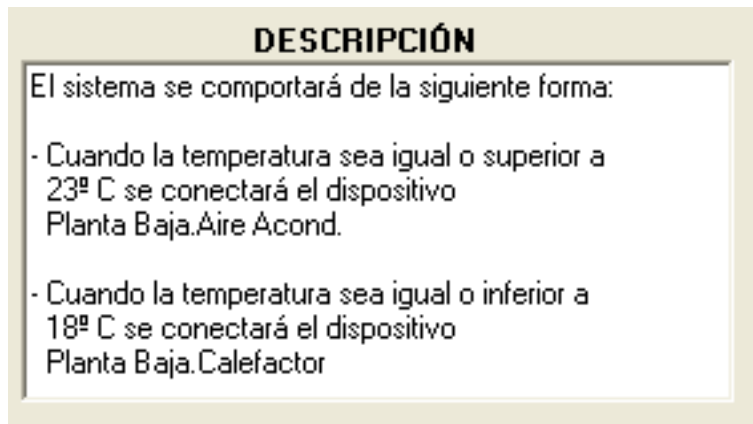 DESCRIPCIÓN
El sistema se comportará de la siguiente forma:
- Cuando la temperatura sea igual o superior a
23º C se conectará el dispositivo
Planta Baja.Aire Acond.
- Cuando la temperatura sea igual o inferior a
18º C se conectará el dispositivo
Planta Baja.Calefactor